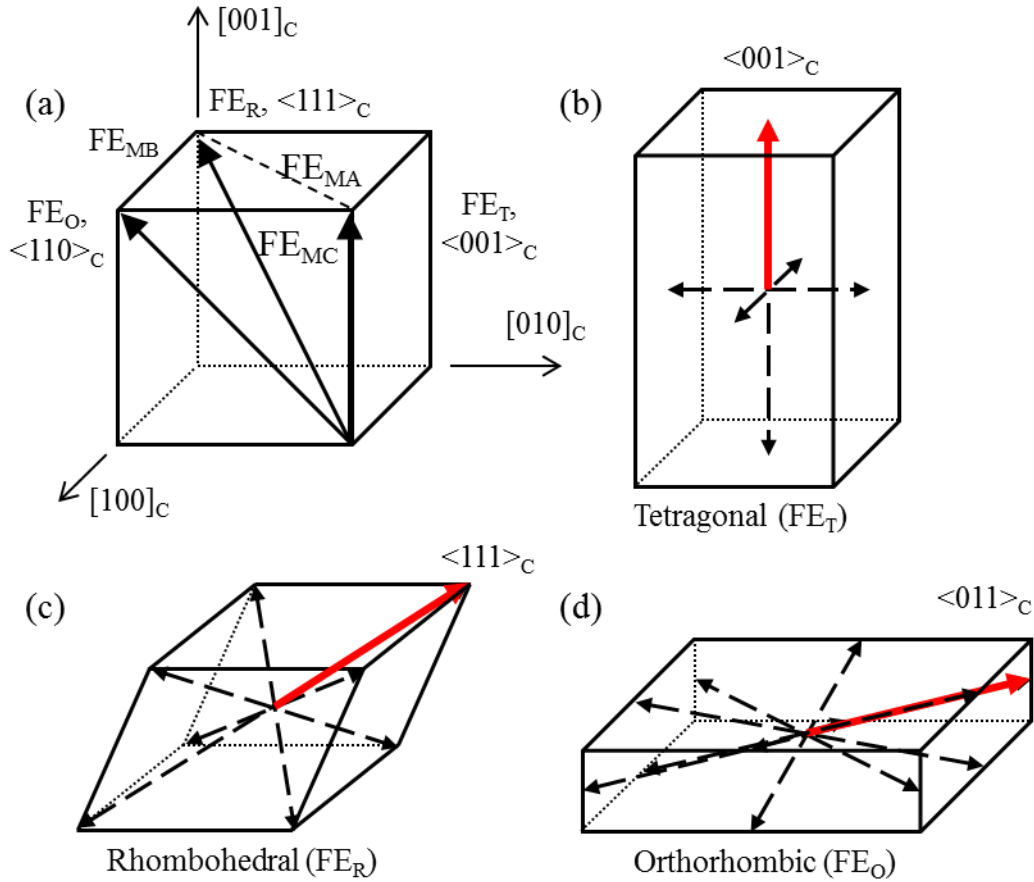 [001]C
(a)
FER, <111>C
FEMB
FEMA
FEO,
<110>C
FEMC
FET,
<001>C
[010]C
[100]C
(b)
<001>C
Tetragonal (FET)
(c)
<111>C
Rhombohedral (FER)
(d)
<011>C
Orthorhombic (FEO)